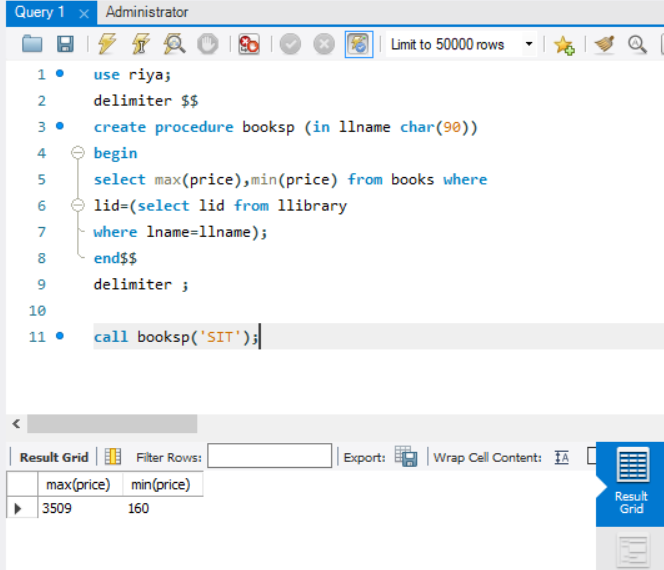 Query 1 × Administrator
Limit to 50000 rows
1 use riya;
2 delimiter $$
3 create procedure booksp (in llname char(90))
4 begin
5 select max(price),min(price) from books where
6 lid=(select lid from llibrary
7 where lname=llname);
8 end$$
9 delimiter ;
10
11 call booksp('SIT');
Result Grid Filter Rows: Export: Wrap Cell Content: IA
max(price) min(price)
3509 160
Result
Grid